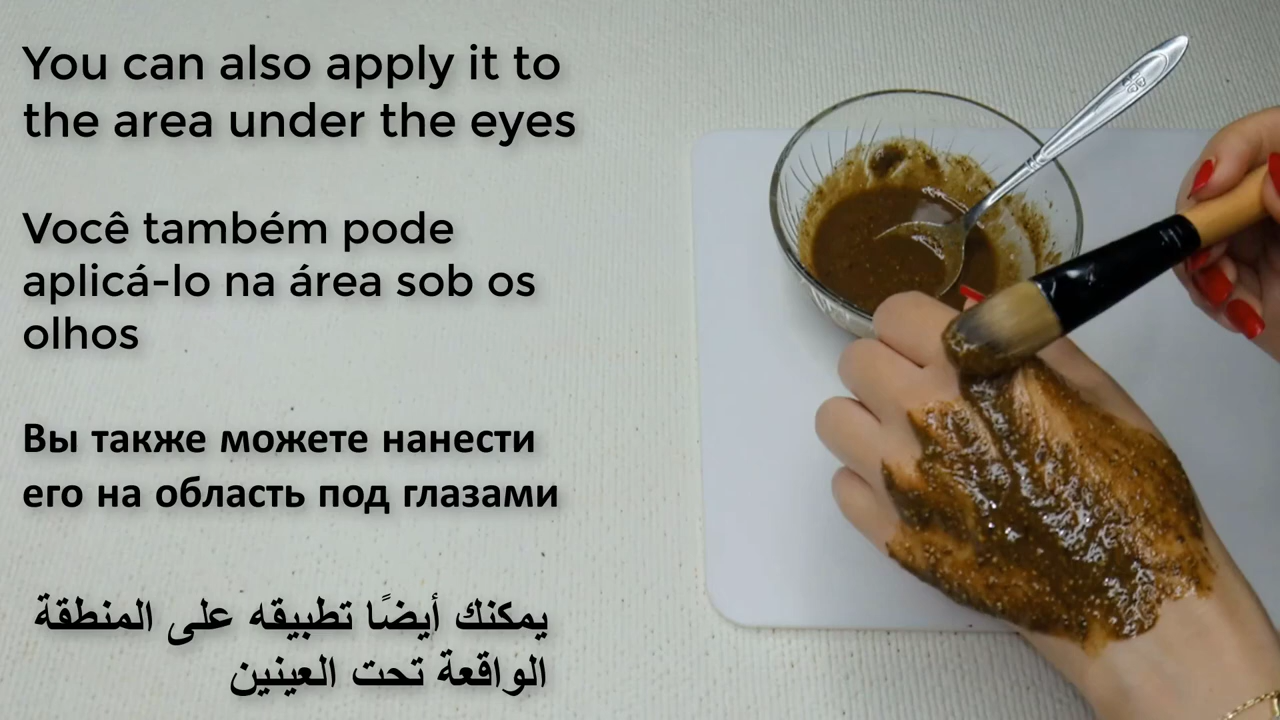 You can also apply it to
the area under the eyes
Você também pode
aplicá-lo na área sob os
olhos
Вы также можете нанести
его на область под глазами
يمكنك أيضًا تطبيقه على المنطقة
الواقعة تحت العينين